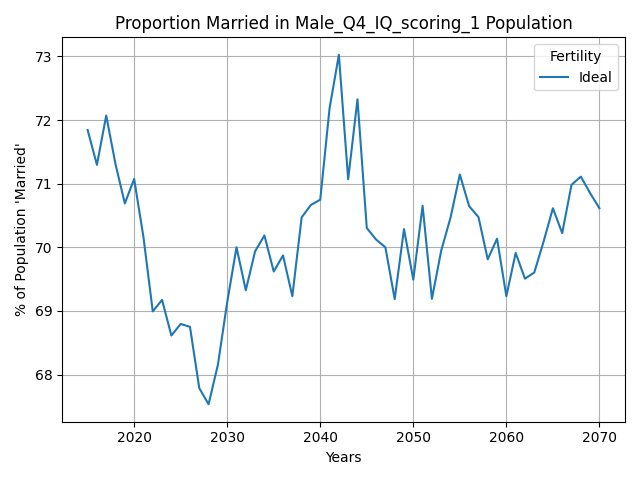 Proportion Married in Male_Q4_IQ_scoring_1 Population
Fertility
Ideal
% of Population 'Married'
73
72
71
70
69
68
2020
2030
2040
2050
2060
2070
Years